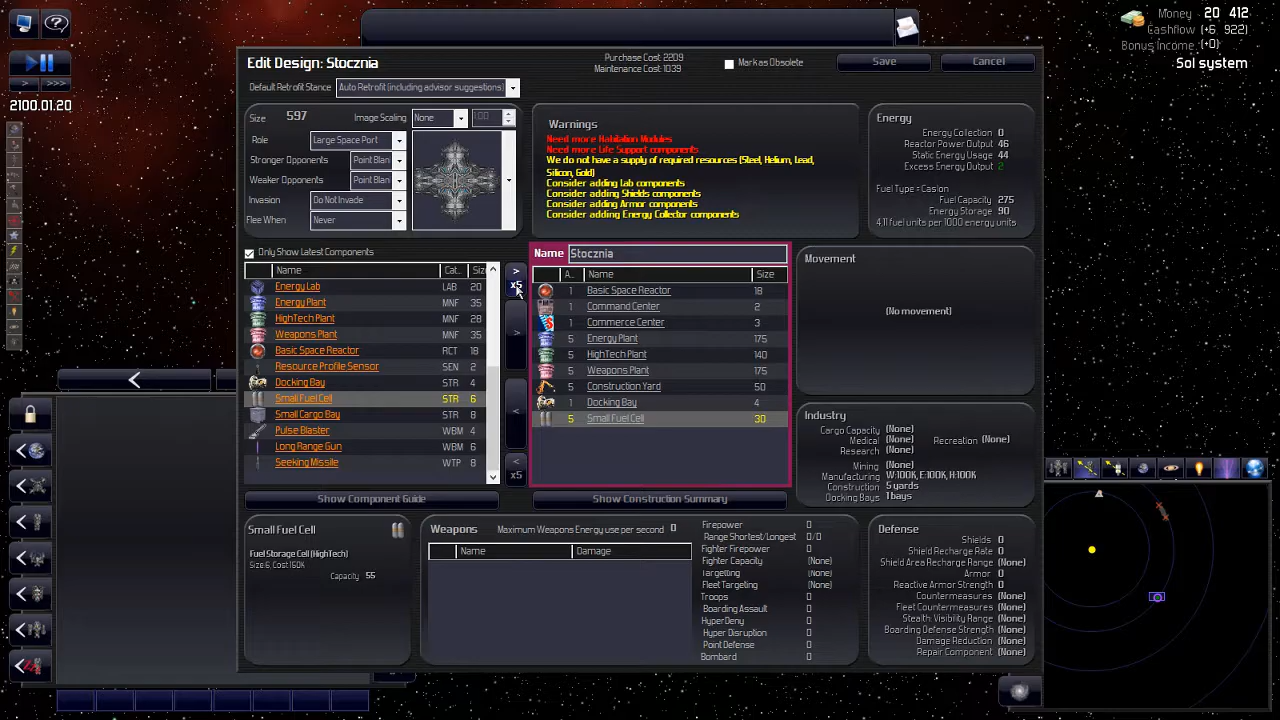 Money 20 412
Cashflow (+6 922)
Bonus Income (+0)
Sol system
2100.01.20
> >>>
Edit Design: Stocznia
Purchase Cost 2209
Maintenance Cost 1039
Mark as Obsolete
Save
Cancel
Default Retrofit Stance
Auto Retrofit (including advisor suggestions)
Size 597
Image Scaling None 1,00
Role Large Space Port
Stronger Opponents Point Blan
Weaker Opponents Point Blan
Invasion Do Not Invade
Flee When Never
Warnings
Need more Habitation Modules
Need more Life Support components
We do not have a supply of required resources (Steel, Helium, Lead,
Silicon, Gold)
Consider adding Lab components
Consider adding Shields components
Consider adding Armor components
Consider adding Energy Collector components
Energy
Energy Collection 0
Reactor Power Output 46
Static Energy Usage 44
Excess Energy Output 2
Fuel Type = Caslon
Fuel Capacity 275
Energy Storage 90
4.11 fuel units per 1000 energy units
Only Show Latest Components
Name Cat.. Size
Energy Lab LAB 20
Energy Plant MNF 35
HighTech Plant MNF 28
Weapons Plant MNF 35
Basic Space Reactor RCT 18
Resource Profile Sensor SEN 2
Docking Bay STR 4
Small Fuel Cell STR 6
Small Cargo Bay STR 8
Pulse Blaster WBM 4
Long Range Gun WBM 6
Seeking Missile WTP 8
>
x5
>
<
<
x5
Name Stocznia
A.. Name Size
1 Basic Space Reactor 18
1 Command Center 2
1 Commerce Center 3
5 Energy Plant 175
5 HighTech Plant 140
5 Weapons Plant 175
5 Construction Yard 50
1 Docking Bay 4
5 Small Fuel Cell 30
Movement
(No movement)
Industry
Cargo Capacity (None)
Medical (None)
Recreation (None)
Research (None)
Mining (None)
Manufacturing W:100K, E:100K, H:100K
Construction 5 yards
Docking Bays 1 bays
Show Component Guide
Show Construction Summary
Small Fuel Cell
Fuel Storage Cell (HighTech)
Size 6, Cost 160K
Capacity 55
Weapons
Maximum Weapons Energy use per second 0
Name Damage
Firepower 0
Range Shortest/Longest 0/0
Fighter Firepower 0
Fighter Capacity (None)
Targetting (None)
Fleet Targeting (None)
Troops 0
Boarding Assault 0
HyperDeny 0
Hyper Disruption 0
Point Defense 0
Bombard 0
Defense
Shields 0
Shield Recharge Rate 0
Shield Area Recharge Range (None)
Armor 0
Reactive Armor Strength 0
Countermeasures (None)
Fleet Countermeasures (None)
Stealth: Visibility Range (None)
Boarding Defense Strength (None)
Damage Reduction (None)
Repair Component (None)